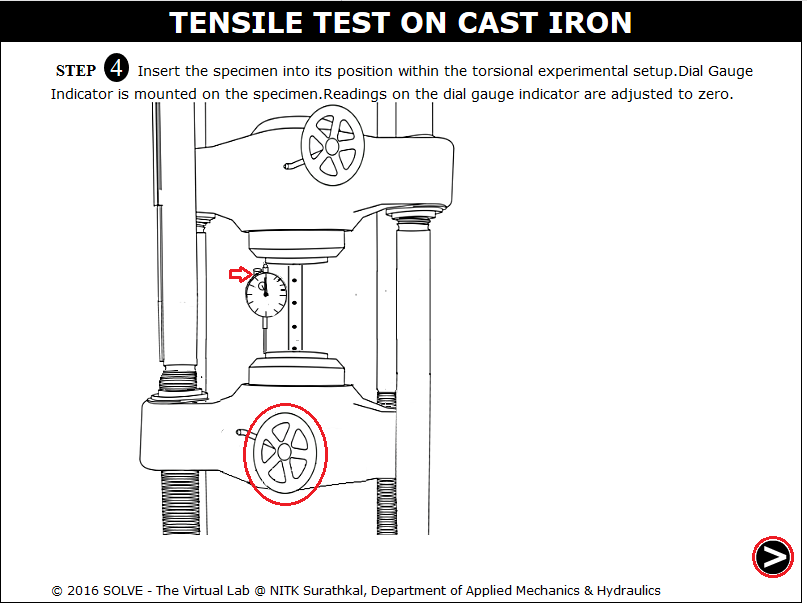 TENSILE TEST ON CAST IRON
STEP 4 Insert the specimen into its position within the torsional experimental setup.Dial Gauge
Indicator is mounted on the specimen.Readings on the dial gauge indicator are adjusted to zero.
© 2016 SOLVE - The Virtual Lab @ NITK Surathkal, Department of Applied Mechanics & Hydraulics